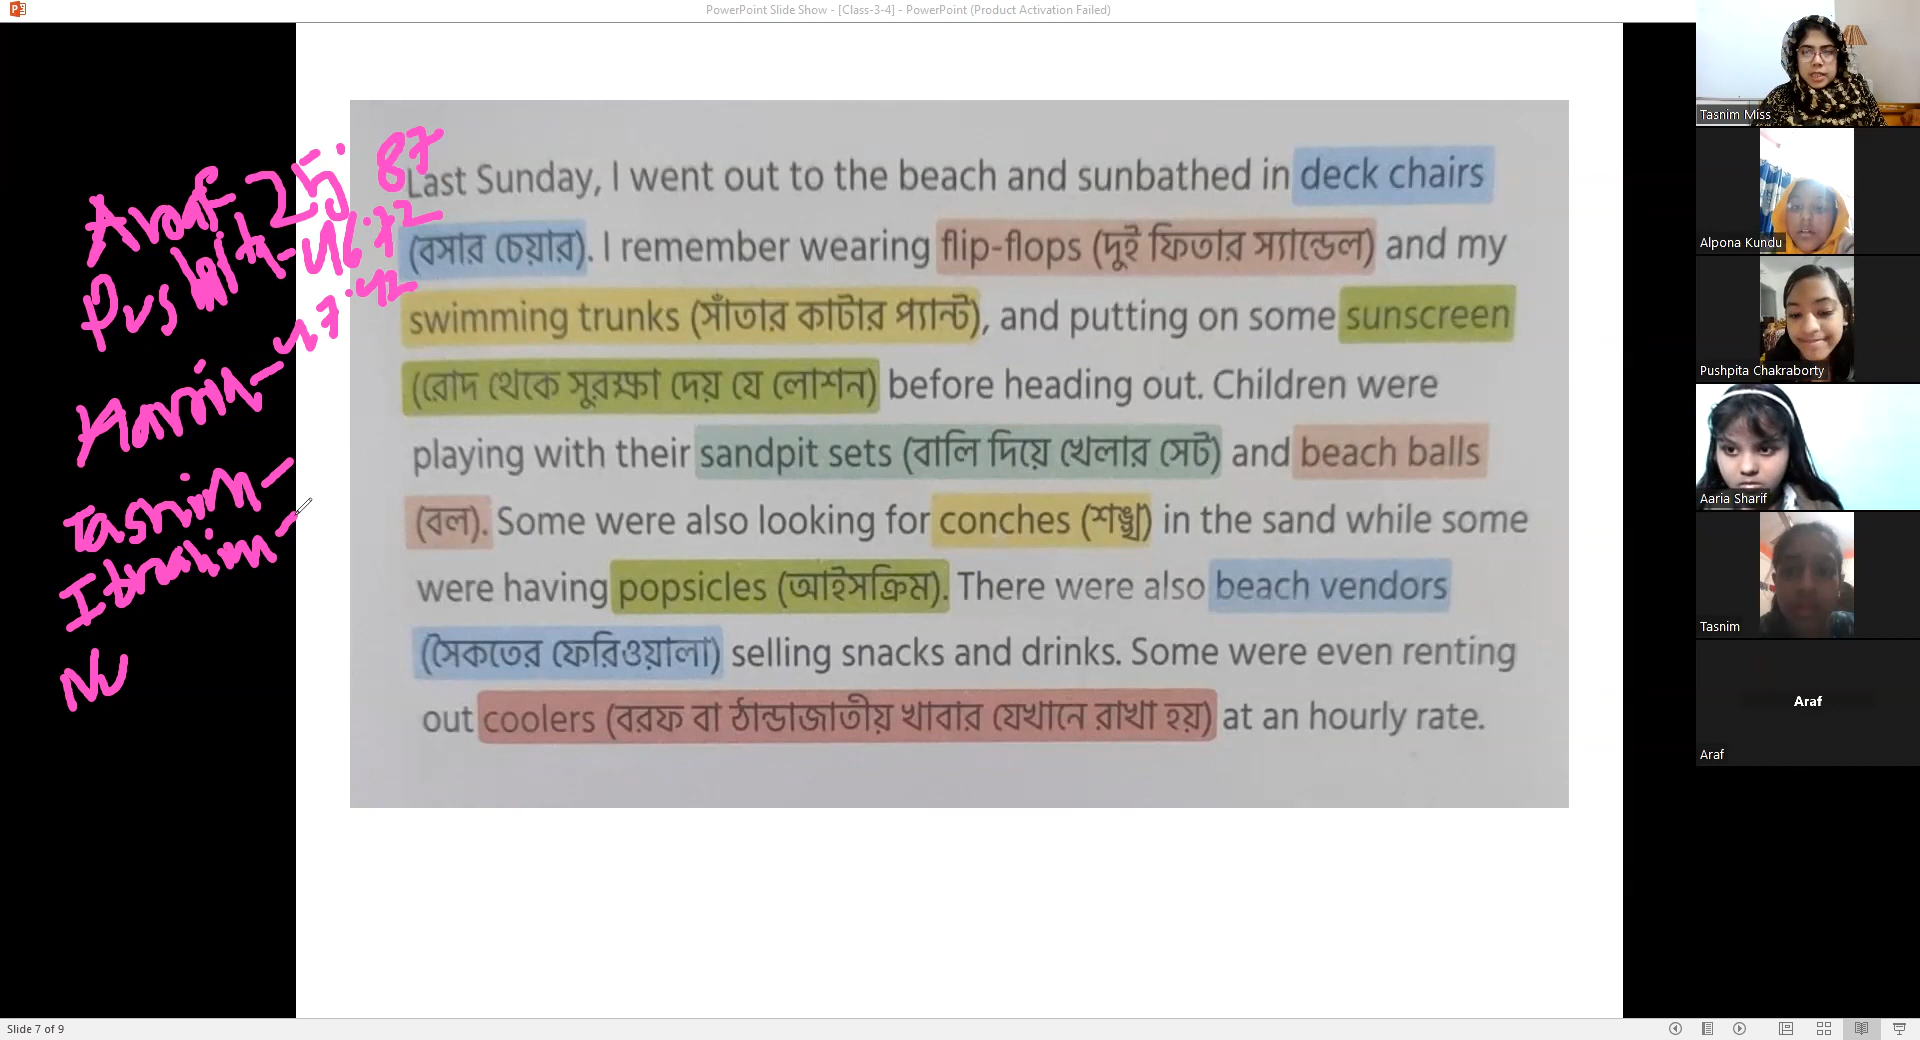 PowerPoint Slide Show - [Class-3-4] - PowerPoint (Product Activation Failed)
Last Sunday, I went out to the beach and sunbathed in deck chairs
(বসার চেয়ার). I remember wearing flip-flops (দুই ফিতার স্যান্ডেল) and my
swimming trunks (সাঁতার কাটার প্যান্ট), and putting on some sunscreen
(রোদ থেকে সুরক্ষা দেয় যে লোশন) before heading out. Children were
playing with their sandpit sets (বালি দিয়ে খেলার সেট) and beach balls
(বল). Some were also looking for conches (শঙ্খ) in the sand while some
were having popsicles (আইসক্রিম). There were also beach vendors
(সৈকতের ফেরিওয়ালা) selling snacks and drinks. Some were even renting
out coolers (বরফ বা ঠান্ডাজাতীয় খাবার যেখানে রাখা হয়) at an hourly rate.
Araf 25:87
Tasnim-
Ibrahim-
Tasnim Miss
Alpona Kundu
Pushpita Chakraborty
Aaria Sharif
Tasnim
Araf
Araf
Slide 7 of 9